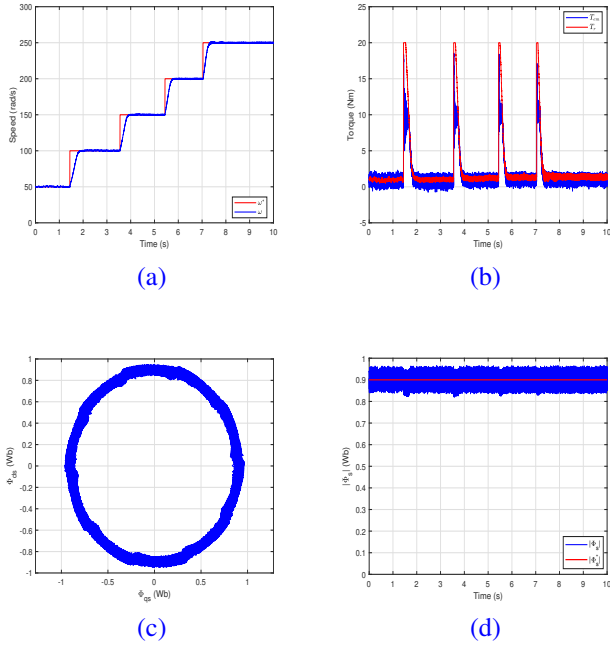 300
250
200
150
100
50
0
Speed (rad/s)
0 1 2 3 4 5 6 7 8 9 10
Time (s)
ω*
ω
(a)
25
20
15
10
5
0
-5
Torque (Nm)
0 1 2 3 4 5 6 7 8 9 10
Time (s)
(b)
1
0.8
0.6
0.4
0.2
0
-0.2
-0.4
-0.6
-0.8
-1
Φds (Wb)
-1 -0.5 0 0.5 1
Φqs (Wb)
(c)
1
0.9
0.8
0.7
0.6
0.5
0.4
0.3
0.2
0.1
0
|Φs| (Wb)
0 1 2 3 4 5 6 7 8 9 10
Time (s)
|Φs|
|Φs*|
(d)